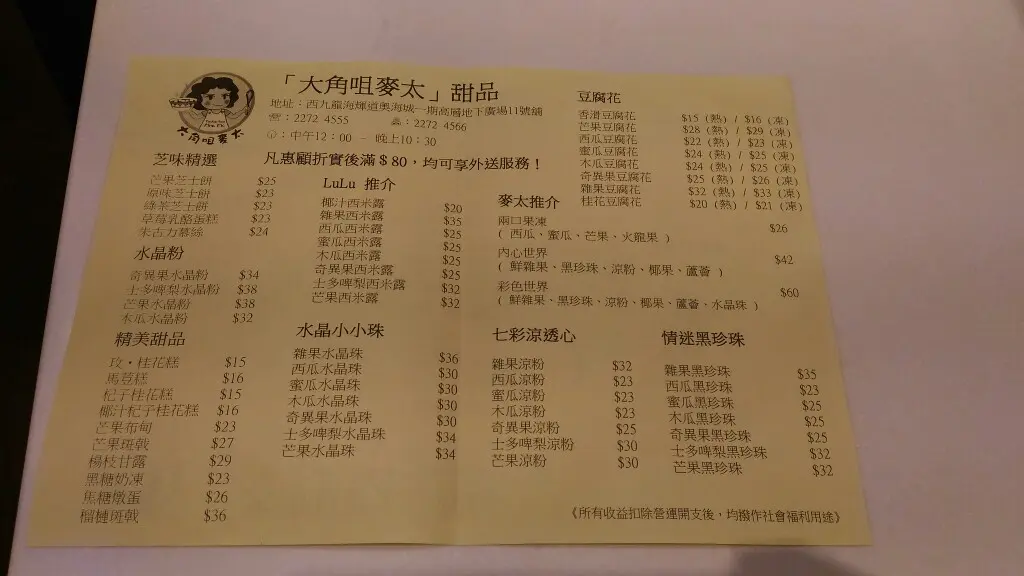 大角咀麥太
「大角咀麥太」甜品
地址：西九龍海輝道奧海城一期高層地下廣場11號舖
☎：2272 4555 2272 4566
中午12：00 － 晚上10：30
凡惠顧折實後滿＄80，均可享外送服務！
芝味精選
芒果芝士餅 $25
原味芝士餅 $23
綠茶芝士餅 $23
草莓乳酪蛋糕 $23
朱古力慕絲 $24
水晶粉
奇異果水晶粉 $34
士多啤梨水晶粉 $38
芒果水晶粉 $38
木瓜水晶粉 $32
精美甜品
玫・桂花糕 $15
馬荳糕 $16
杞子桂花糕 $15
椰汁杞子桂花糕 $16
芒果布甸 $23
芒果班戟 $27
楊枝甘露 $29
黑糖奶凍 $23
焦糖燉蛋 $26
榴槤班戟 $36
LuLu 推介
椰汁西米露 $20
雜果西米露 $35
西瓜西米露 $25
蜜瓜西米露 $25
木瓜西米露 $25
奇異果西米露 $25
士多啤梨西米露 $32
芒果西米露 $32
水晶小小珠
雜果水晶珠 $36
西瓜水晶珠 $30
蜜瓜水晶珠 $30
木瓜水晶珠 $30
奇異果水晶珠 $30
士多啤梨水晶珠 $34
芒果水晶珠 $34
豆腐花
香滑豆腐花 $15 (熱) / $16 (凍)
芒果豆腐花 $28 (熱) / $29 (凍)
西瓜豆腐花 $22 (熱) / $23 (凍)
蜜瓜豆腐花 $24 (熱) / $25 (凍)
木瓜豆腐花 $24 (熱) / $25 (凍)
奇異果豆腐花 $25 (熱) / $26 (凍)
雜果豆腐花 $32 (熱) / $33 (凍)
桂花豆腐花 $20 (熱) / $21 (凍)
麥太推介
兩口果凍 $26
( 西瓜、蜜瓜、芒果、火龍果 )
內心世界 $42
( 鮮雜果、黑珍珠、涼粉、椰果、蘆薈 )
彩色世界 $60
( 鮮雜果、黑珍珠、涼粉、椰果、蘆薈、水晶珠 )
七彩涼透心
雜果涼粉 $32
西瓜涼粉 $23
蜜瓜涼粉 $23
木瓜涼粉 $23
奇異果涼粉 $25
士多啤梨涼粉 $30
芒果涼粉 $30
情迷黑珍珠
雜果黑珍珠 $35
西瓜黑珍珠 $23
蜜瓜黑珍珠 $25
木瓜黑珍珠 $25
奇異果黑珍珠 $25
士多啤梨黑珍珠 $32
芒果黑珍珠 $32
《所有收益扣除營運開支後，均撥作社會福利用途》